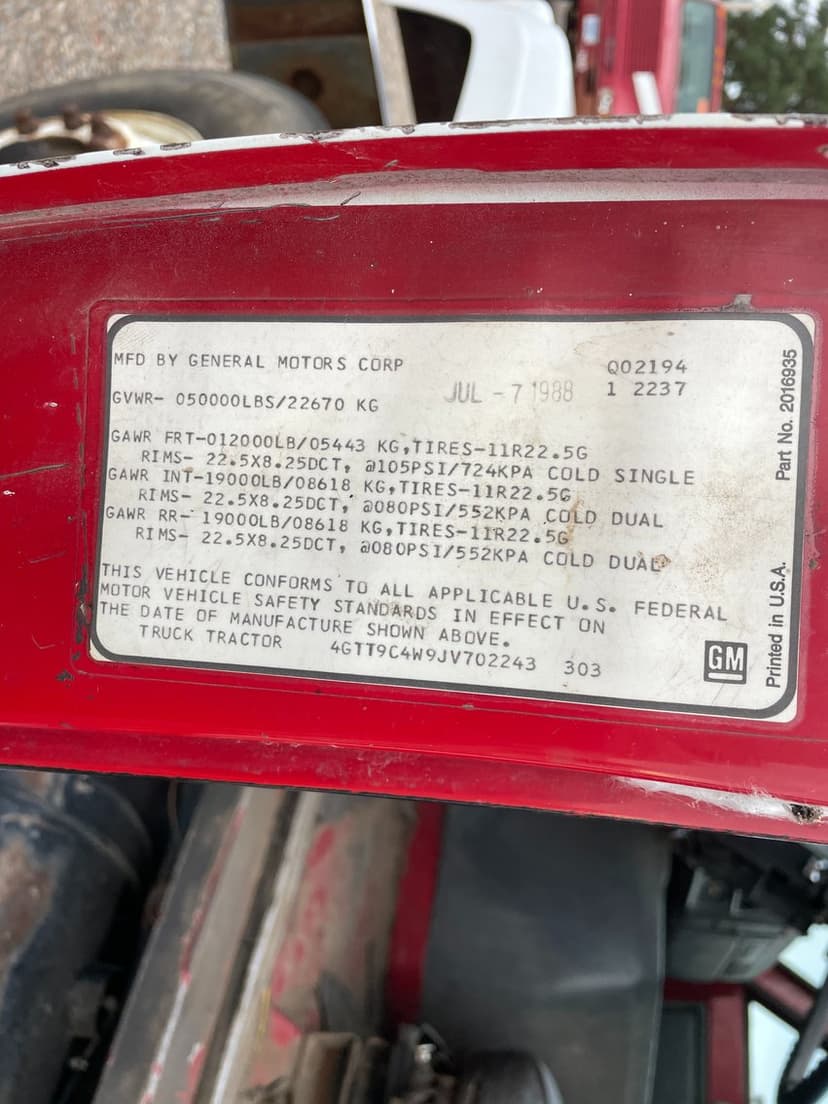 MFD BY GENERAL MOTORS CORP Q02194
JUL -7 1988 1 2237
GVWR- 050000LBS/22670 KG
GAWR FRT-012000LB/05443 KG,TIRES-11R22.5G
RIMS- 22.5X8.25DCT, @105PSI/724KPA COLD SINGLE
GAWR INT-19000LB/08618 KG,TIRES-11R22.5G
RIMS- 22.5X8.25DCT, @080PSI/552KPA COLD DUAL
GAWR RR- 19000LB/08618 KG,TIRES-11R22.5G
RIMS- 22.5X8.25DCT, @080PSI/552KPA COLD DUAL
THIS VEHICLE CONFORMS TO ALL APPLICABLE U.S. FEDERAL
MOTOR VEHICLE SAFETY STANDARDS IN EFFECT ON
THE DATE OF MANUFACTURE SHOWN ABOVE.
TRUCK TRACTOR 4GTT9C4W9JV702243 303
GM
Printed in U.S.A.
Part No. 2016935